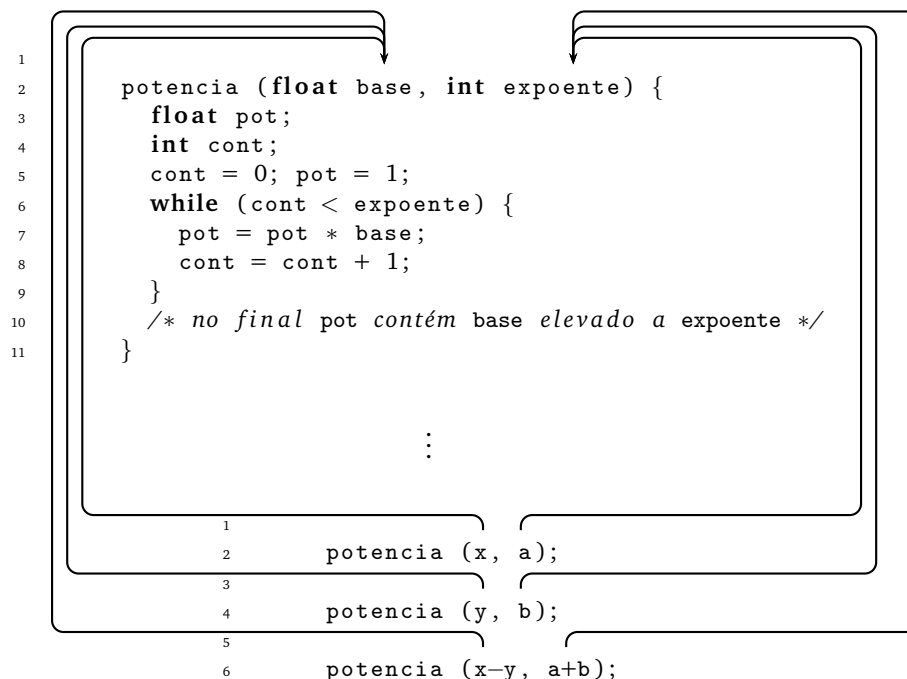 1
2 potencia (float base, int expoente) {
3 float pot;
4 int cont;
5 cont = 0; pot = 1;
6 while (cont < expoente) {
7 pot = pot * base;
8 cont = cont + 1;
9 }
10 /* no final pot contém base elevado a expoente */
11 }
⋮
1
2 potencia (x, a);
3
4 potencia (y, b);
5
6 potencia (x−y, a+b);